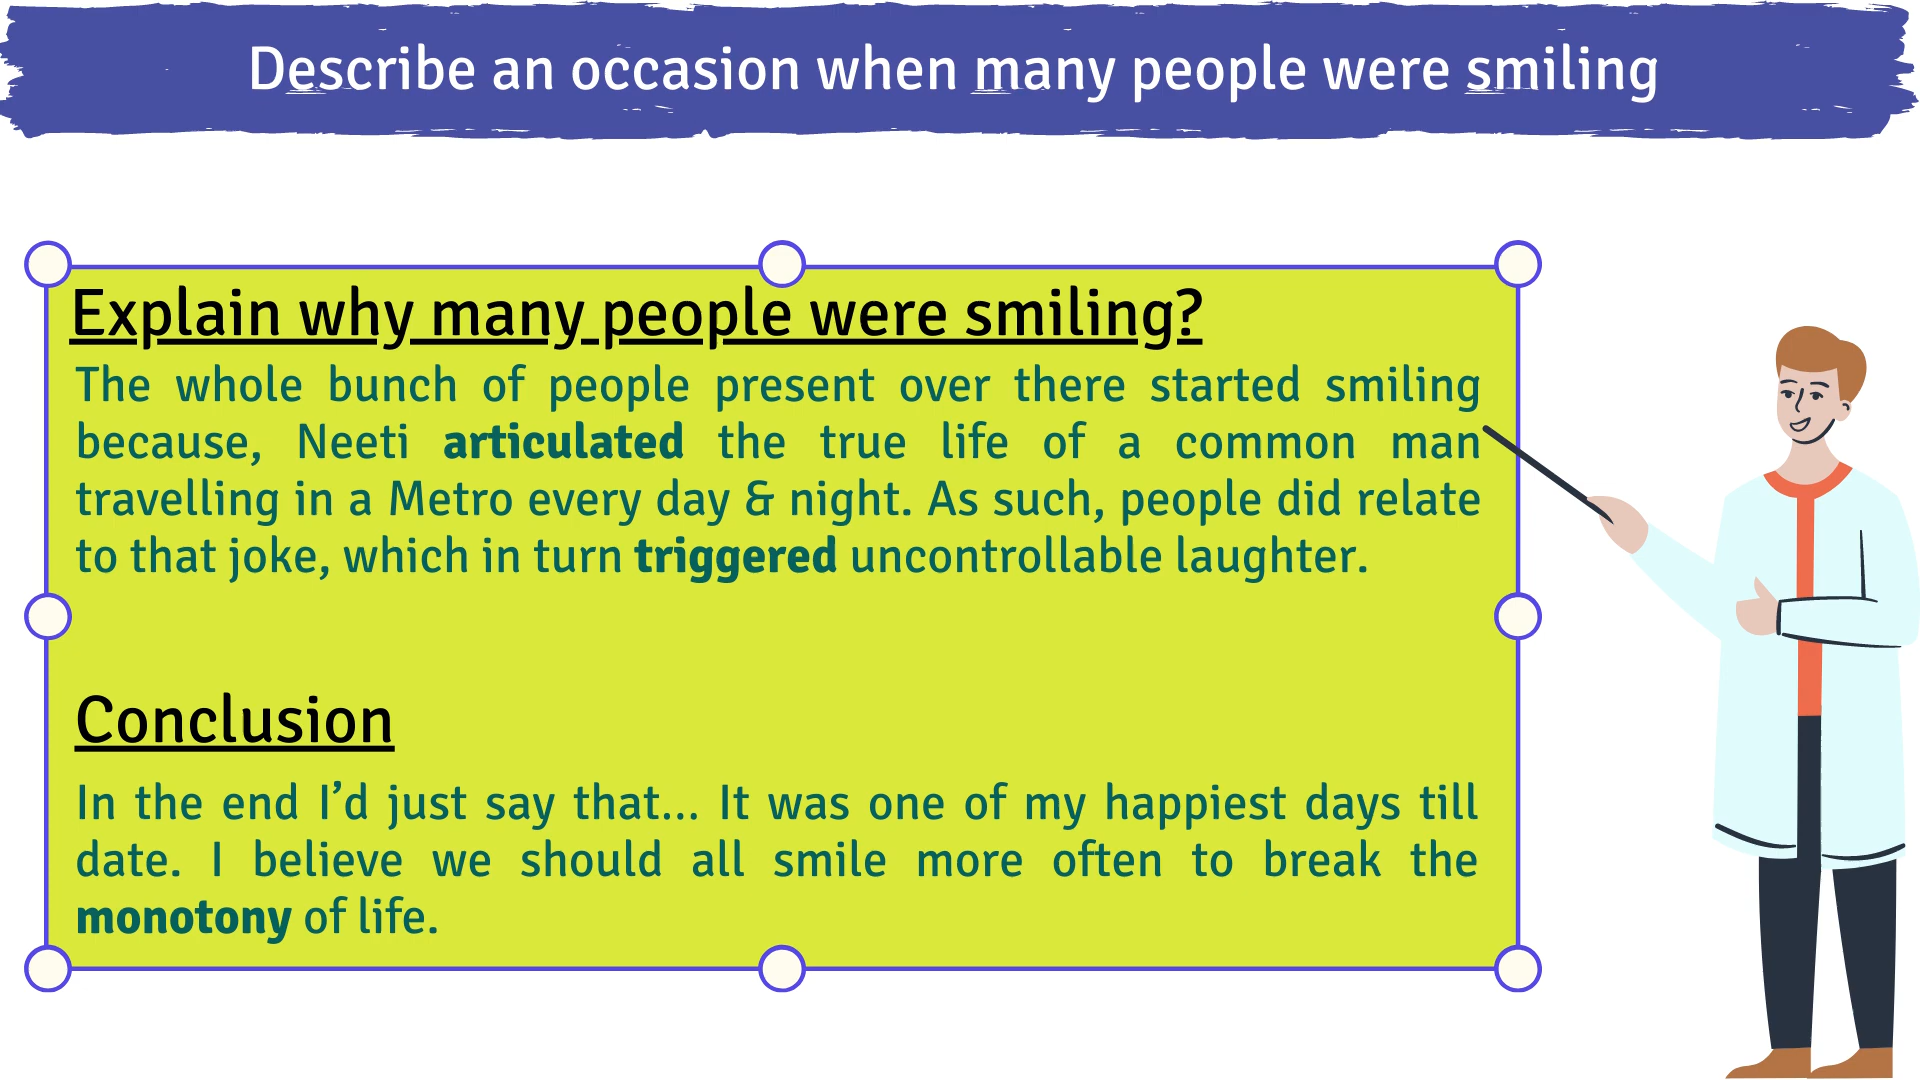 Describe an occasion when many people were smiling
Explain why many people were smiling?
The whole bunch of people present over there started smiling
because, Neeti articulated the true life of a common man
travelling in a Metro every day & night. As such, people did relate
to that joke, which in turn triggered uncontrollable laughter.
Conclusion
In the end I’d just say that... It was one of my happiest days till
date. I believe we should all smile more often to break the
monotony of life.